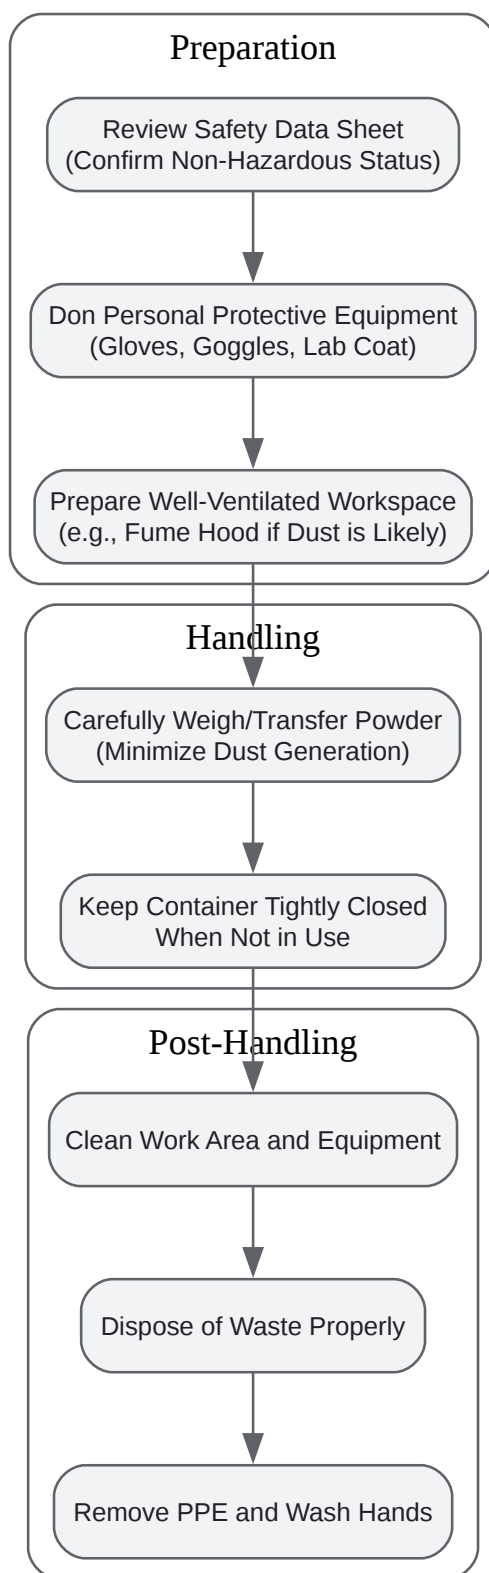 Preparation
Review Safety Data Sheet
(Confirm Non-Hazardous Status)
Don Personal Protective Equipment
(Gloves, Goggles, Lab Coat)
Prepare Well-Ventilated Workspace
(e.g., Fume Hood if Dust is Likely)
Handling
Carefully Weigh/Transfer Powder
(Minimize Dust Generation)
Keep Container Tightly Closed
When Not in Use
Post-Handling
Clean Work Area and Equipment
Dispose of Waste Properly
Remove PPE and Wash Hands